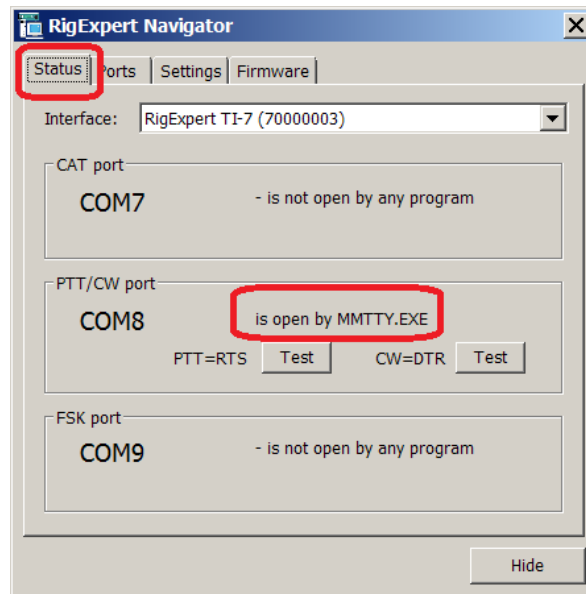 RigExpert Navigator
Status Ports Settings Firmware
Interface: RigExpert TI-7 (70000003)
CAT port
COM7 - is not open by any program
PTT/CW port
COM8 is open by MMTTY.EXE
PTT=RTS Test CW=DTR Test
FSK port
COM9 - is not open by any program
Hide